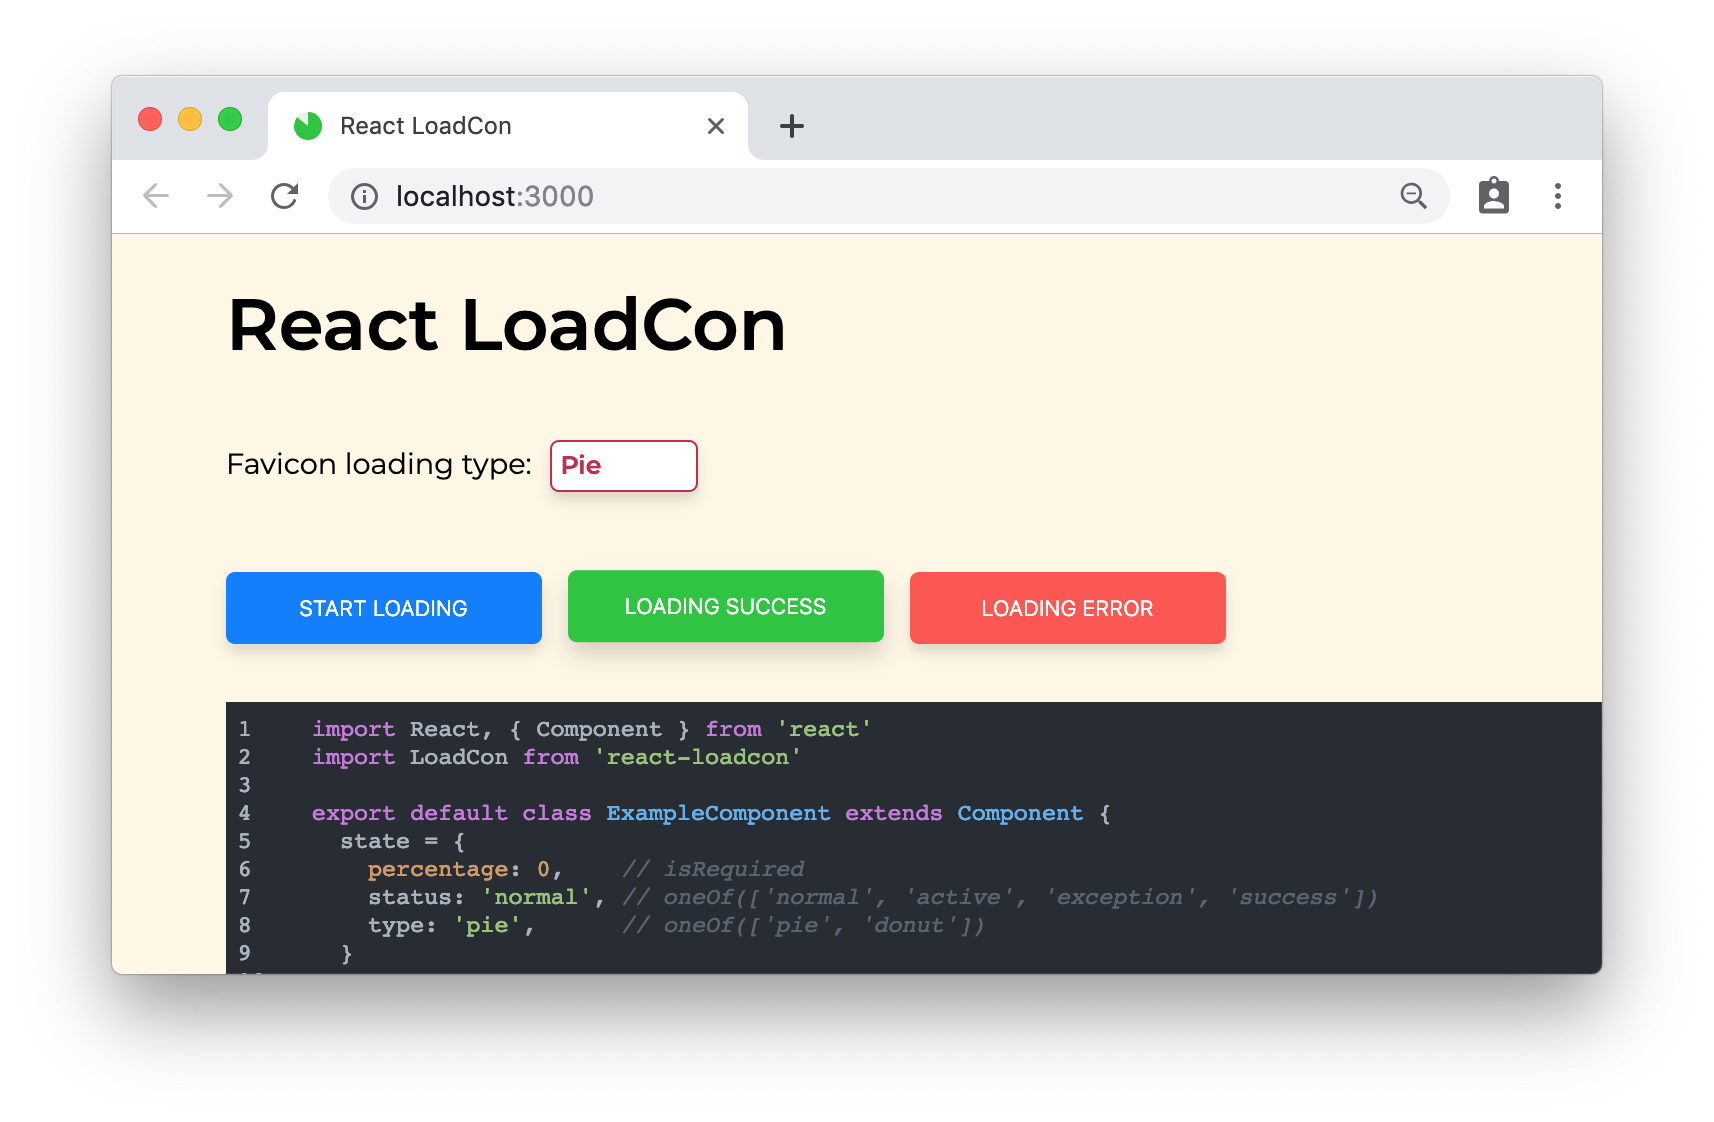 React LoadCon
localhost:3000
React LoadCon
Favicon loading type: Pie
START LOADING LOADING SUCCESS LOADING ERROR
1 import React, { Component } from 'react'
2 import LoadCon from 'react-loadcon'
3
4 export default class ExampleComponent extends Component {
5 state = {
6 percentage: 0, // isRequired
7 status: 'normal', // oneOf(['normal', 'active', 'exception', 'success'])
8 type: 'pie', // oneOf(['pie', 'donut'])
9 }